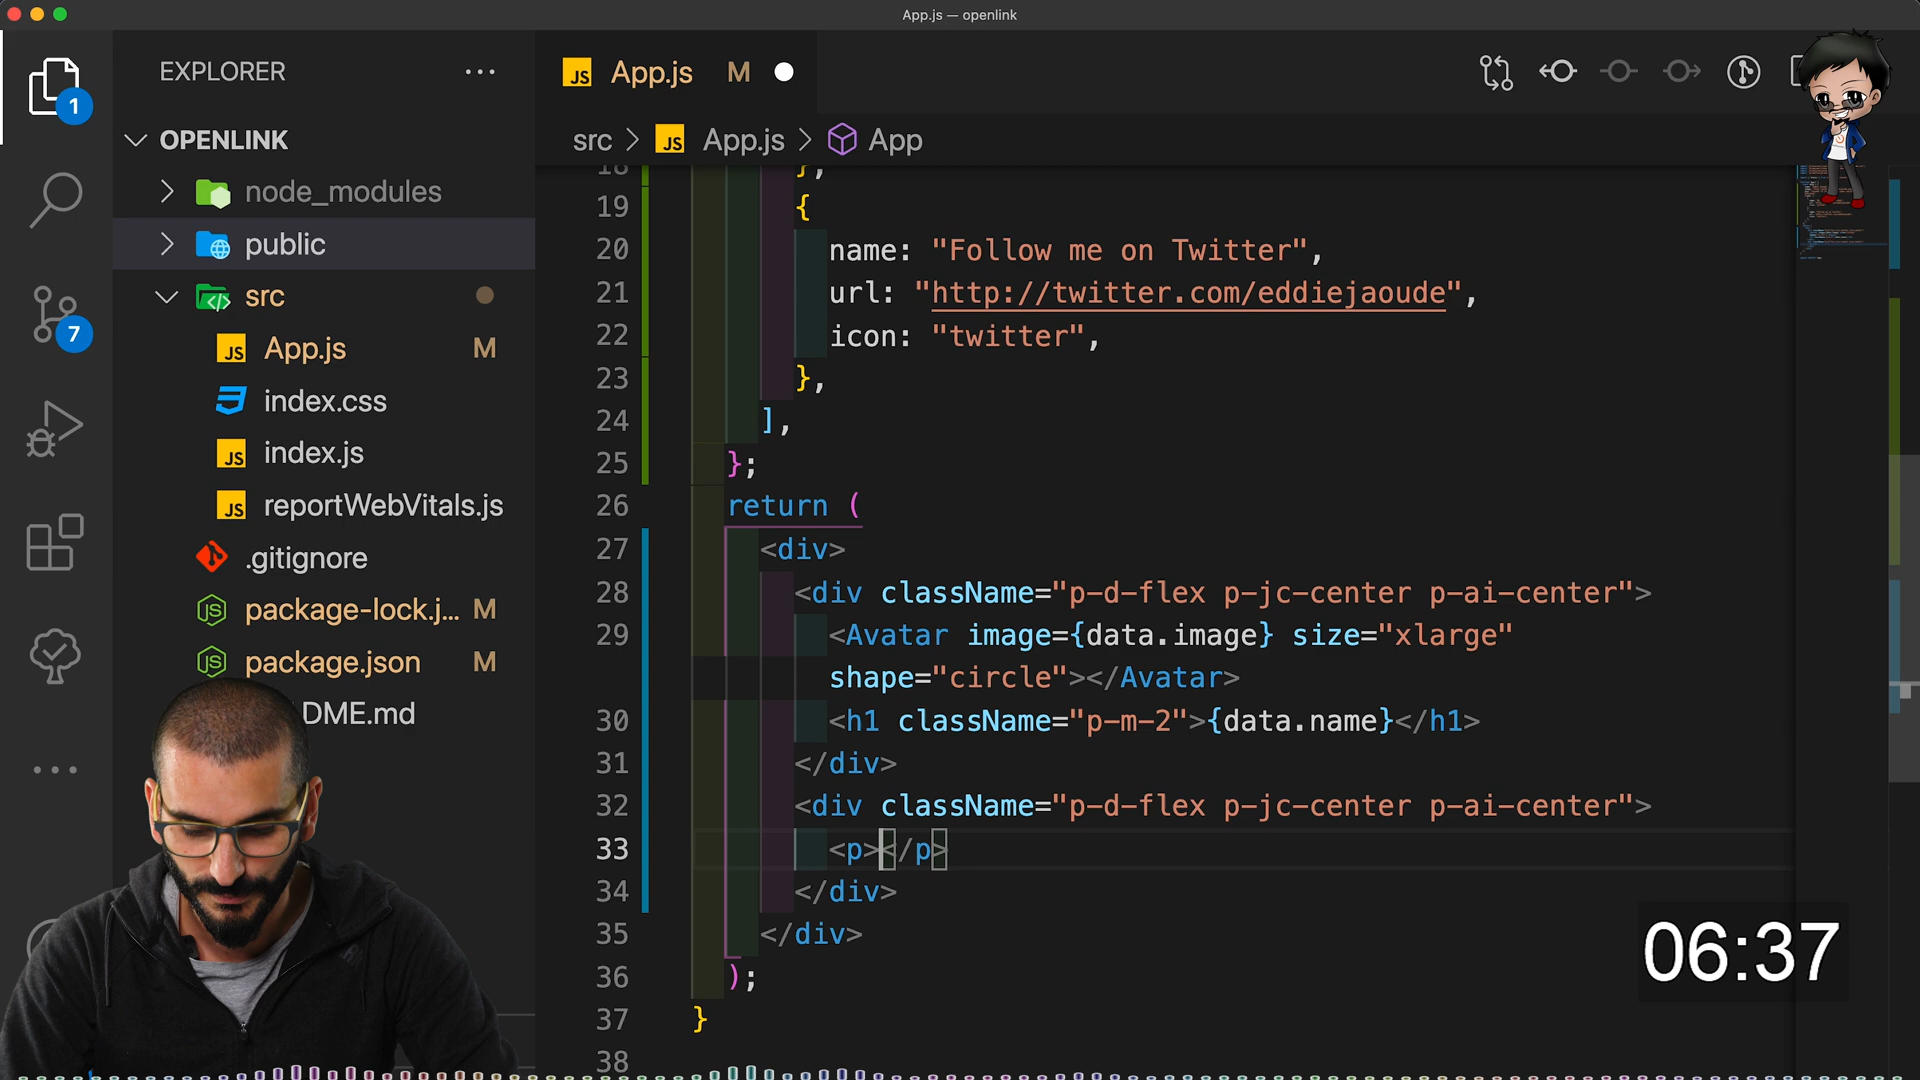 App.js — openlink
EXPLORER
OPENLINK
node_modules
public
src
App.js M
index.css
index.js
reportWebVitals.js
.gitignore
package-lock.j... M
package.json M
DME.md
1
7
JS App.js M
src > JS App.js > App
18 },
19 {
20 name: "Follow me on Twitter",
21 url: "http://twitter.com/eddiejaoude",
22 icon: "twitter",
23 },
24 ],
25 };
26 return (
27 <div>
28 <div className="p-d-flex p-jc-center p-ai-center">
29 <Avatar image={data.image} size="xlarge"
shape="circle"></Avatar>
30 <h1 className="p-m-2">{data.name}</h1>
31 </div>
32 <div className="p-d-flex p-jc-center p-ai-center">
33 <p></p>
34 </div>
35 </div>
36 );
37 }
38
06:37